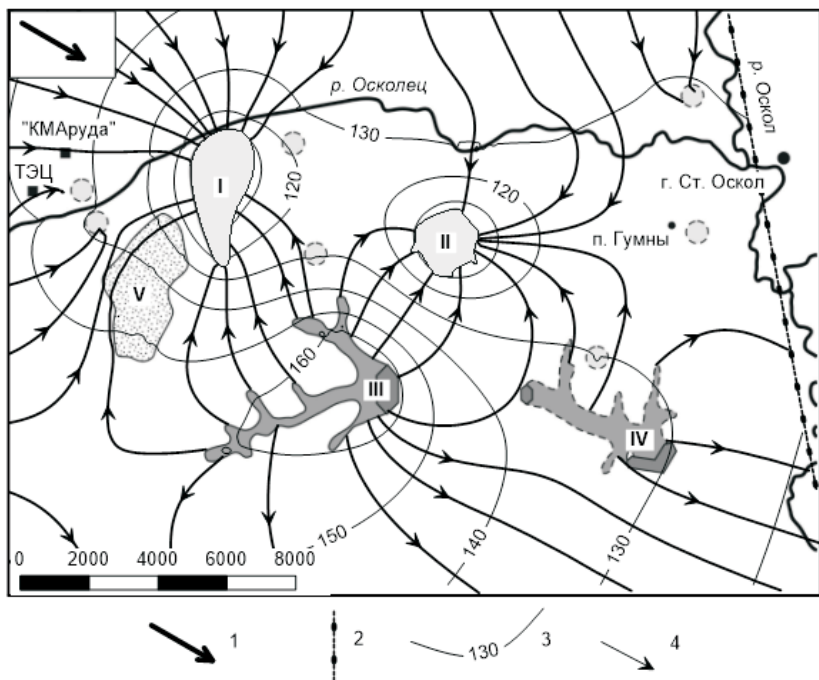 р. Осколец
р. Оскол
"КМАруда"
130
ТЭЦ
I
120
120
г. Ст. Оскол
II
п. Гумны
V
160
III
IV
150
140
130
0 2000 4000 6000 8000
1 2 130 3 4